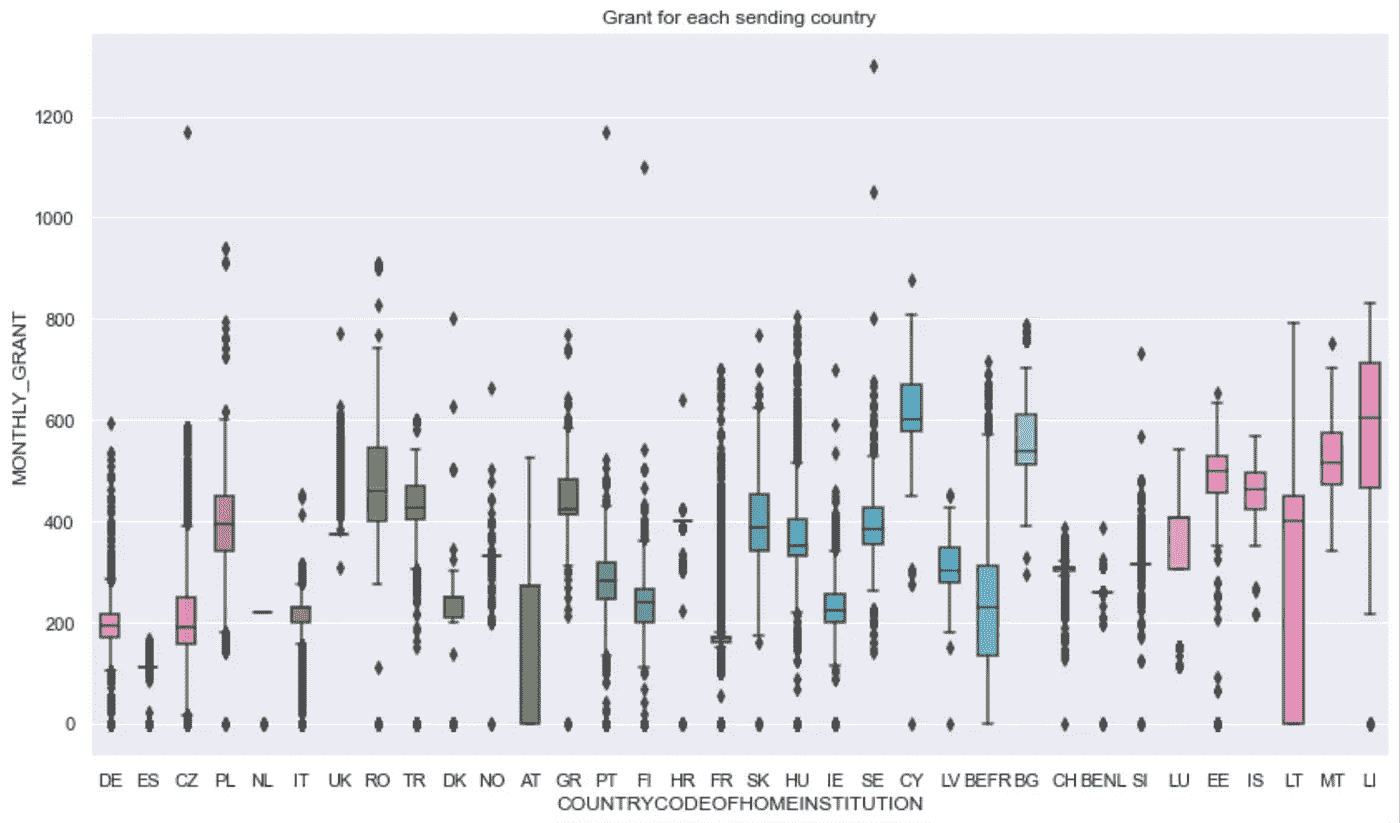 Grant for each sending country
1200
1000
800
600
400
200
0
MONTHLY_GRANT
DE ES CZ PL NL IT UK RO TR DK NO AT GR PT FI HR FR SK HU IE SE CY LV BEFR BG CH BENL SI LU EE IS LT MT LI
COUNTRYCODEOFHOMEINSTITUTION